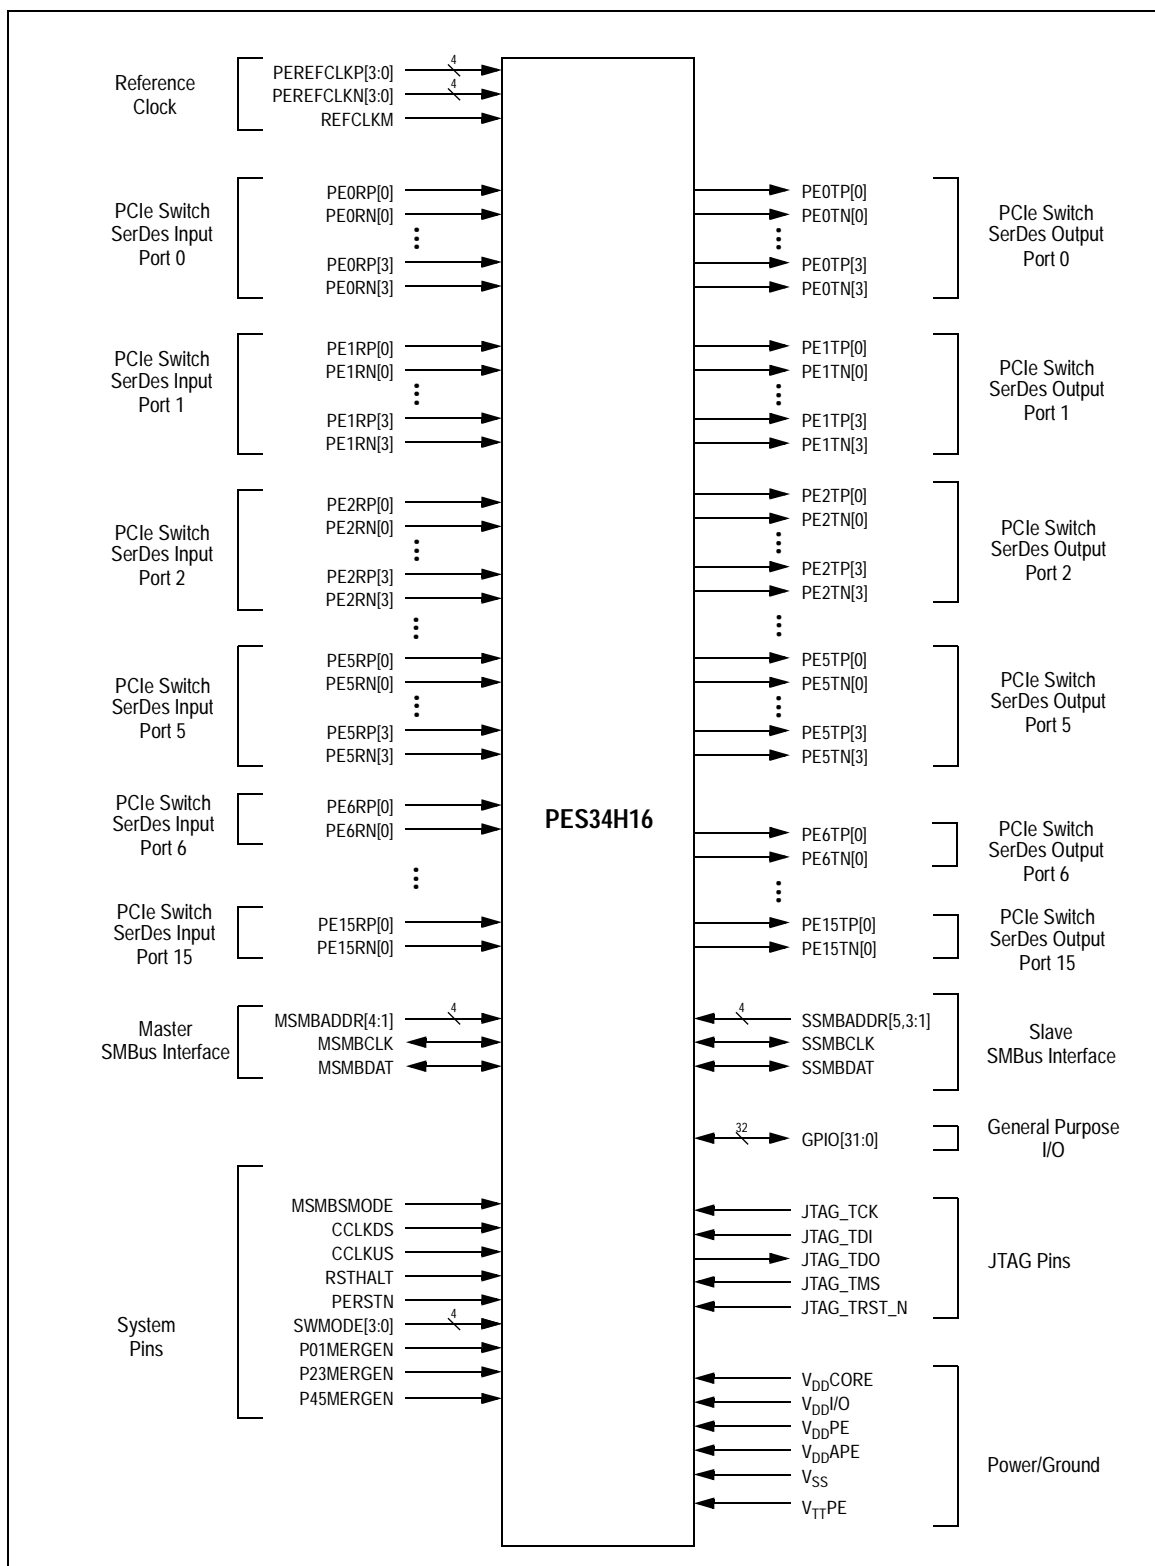 Reference
Clock
PEREFCLKP[3:0]
4
PEREFCLKN[3:0]
4
REFCLKM
PCIe Switch
SerDes Input
Port 0
PE0RP[0]
PE0RN[0]
PE0RP[3]
PE0RN[3]
PCIe Switch
SerDes Input
Port 1
PE1RP[0]
PE1RN[0]
PE1RP[3]
PE1RN[3]
PCIe Switch
SerDes Input
Port 2
PE2RP[0]
PE2RN[0]
PE2RP[3]
PE2RN[3]
PCIe Switch
SerDes Input
Port 5
PE5RP[0]
PE5RN[0]
PE5RP[3]
PE5RN[3]
PCIe Switch
SerDes Input
Port 6
PE6RP[0]
PE6RN[0]
PCIe Switch
SerDes Input
Port 15
PE15RP[0]
PE15RN[0]
Master
SMBus Interface
MSMBADDR[4:1]
4
MSMBCLK
MSMBDAT
System
Pins
MSMBSMODE
CCLKDS
CCLKUS
RSTHALT
PERSTN
SWMODE[3:0]
4
P01MERGEN
P23MERGEN
P45MERGEN
PES34H16
PE0TP[0]
PE0TN[0]
PE0TP[3]
PE0TN[3]
PCIe Switch
SerDes Output
Port 0
PE1TP[0]
PE1TN[0]
PE1TP[3]
PE1TN[3]
PCIe Switch
SerDes Output
Port 1
PE2TP[0]
PE2TN[0]
PE2TP[3]
PE2TN[3]
PCIe Switch
SerDes Output
Port 2
PE5TP[0]
PE5TN[0]
PE5TP[3]
PE5TN[3]
PCIe Switch
SerDes Output
Port 5
PE6TP[0]
PE6TN[0]
PCIe Switch
SerDes Output
Port 6
PE15TP[0]
PE15TN[0]
PCIe Switch
SerDes Output
Port 15
4
SSMBADDR[5,3:1]
SSMBCLK
SSMBDAT
Slave
SMBus Interface
32
GPIO[31:0]
General Purpose
I/O
JTAG_TCK
JTAG_TDI
JTAG_TDO
JTAG_TMS
JTAG_TRST_N
JTAG Pins
VDDCORE
VDDI/O
VDDPE
VDDAPE
VSS
VTTPE
Power/Ground